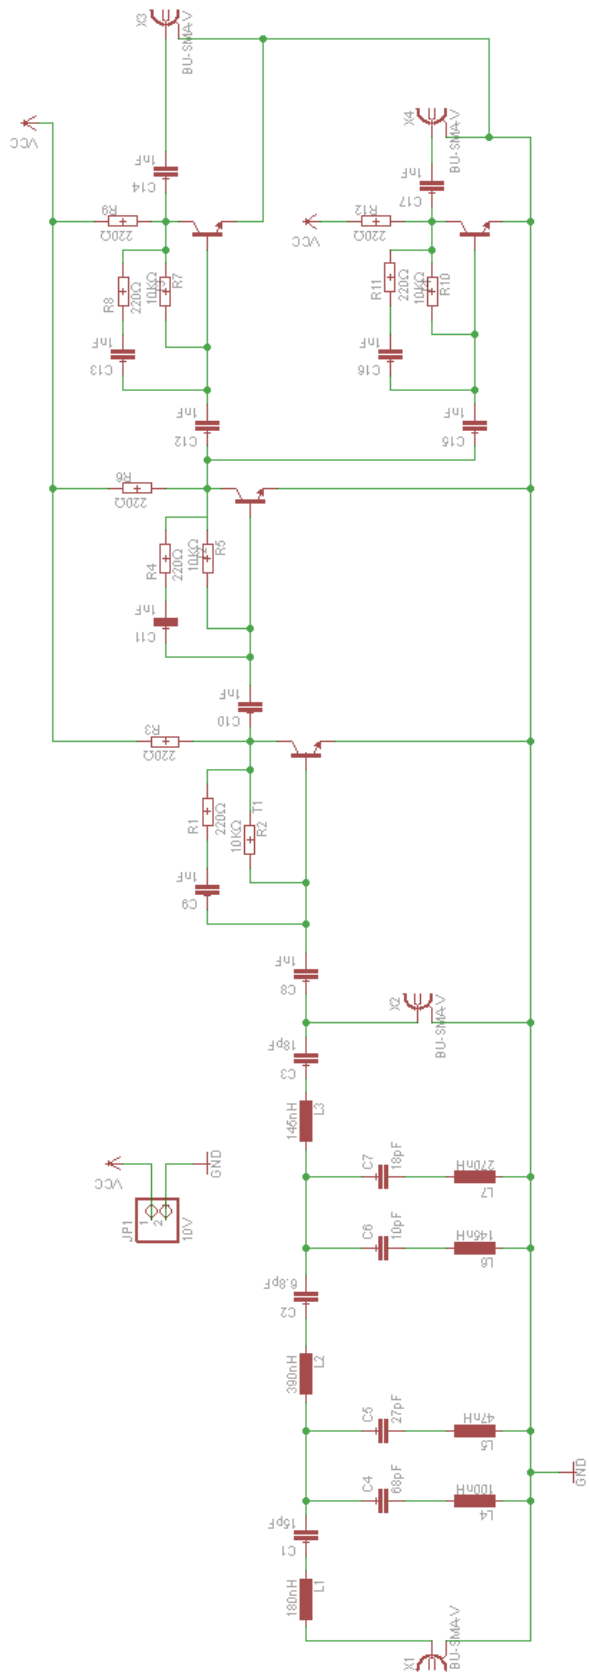 X3
BU-SMA-V
VCC
X4
BU-SMA-V
1nF
C14
1nF
C17
R9
220Ω
VCC
R12
220Ω
R8
220Ω
10KΩ
R7
R11
220Ω
10KΩ
R10
1nF
C13
1nF
C16
1nF
C12
1nF
C15
R6
220Ω
R4
220Ω
10KΩ
R5
1nF
C11
1nF
C10
R3
220Ω
R1
220Ω
10KΩ
T1
R2
1nF
C9
1nF
C8
X2
BU-SMA-V
18pF
C3
145nH
L3
C7
18pF
270nH
L7
VCC
GND
JP1
1
2
10V
C6
10pF
145nH
L6
6.8pF
C2
390nH
L2
C5
27pF
47nH
L5
C4
68pF
100nH
L4
GND
15pF
C1
180nH
L1
X1
BU-SMA-V